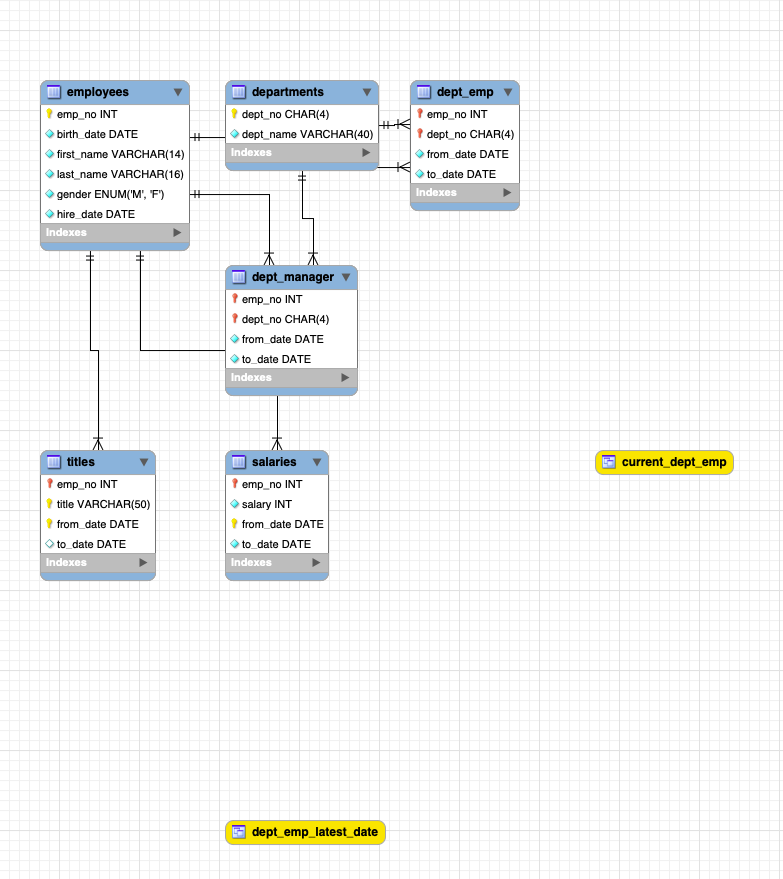 employees
emp_no INT
birth_date DATE
first_name VARCHAR(14)
last_name VARCHAR(16)
gender ENUM('M', 'F')
hire_date DATE
Indexes
departments
dept_no CHAR(4)
dept_name VARCHAR(40)
Indexes
dept_emp
emp_no INT
dept_no CHAR(4)
from_date DATE
to_date DATE
Indexes
dept_manager
emp_no INT
dept_no CHAR(4)
from_date DATE
to_date DATE
Indexes
titles
emp_no INT
title VARCHAR(50)
from_date DATE
to_date DATE
Indexes
salaries
emp_no INT
salary INT
from_date DATE
to_date DATE
Indexes
current_dept_emp
dept_emp_latest_date